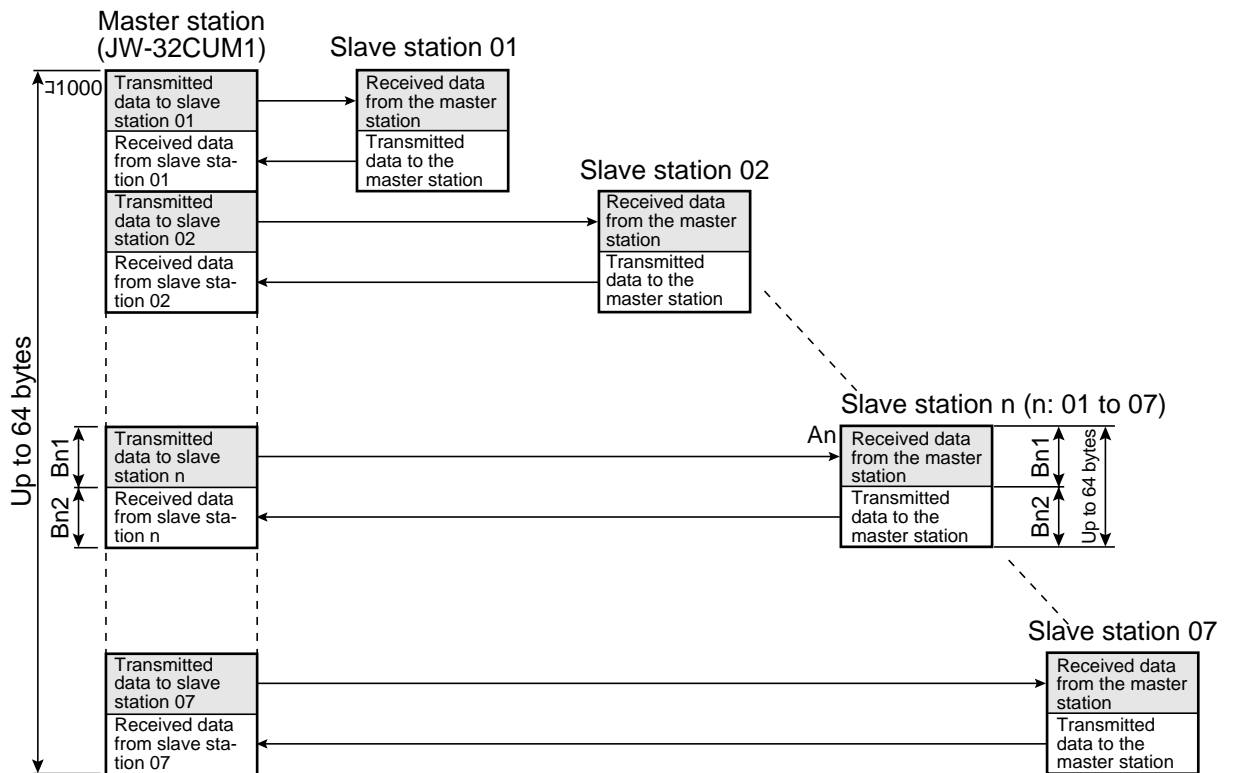 Master station
(JW-32CUM1)
Slave station 01
コ1000
Transmitted
data to slave
station 01
Received data
from the master
station
Received data
from slave sta-
tion 01
Transmitted
data to the
master station
Slave station 02
Transmitted
data to slave
station 02
Received data
from the master
station
Received data
from slave sta-
tion 02
Transmitted
data to the
master station
Up to 64 bytes
Slave station n (n: 01 to 07)
Bn1
Transmitted
data to slave
station n
An
Received data
from the master
station
Bn1
Bn2
Received data
from slave sta-
tion n
Transmitted
data to the
master station
Bn2
Up to 64 bytes
Slave station 07
Transmitted
data to slave
station 07
Received data
from the master
station
Received data
from slave sta-
tion 07
Transmitted
data to the
master station